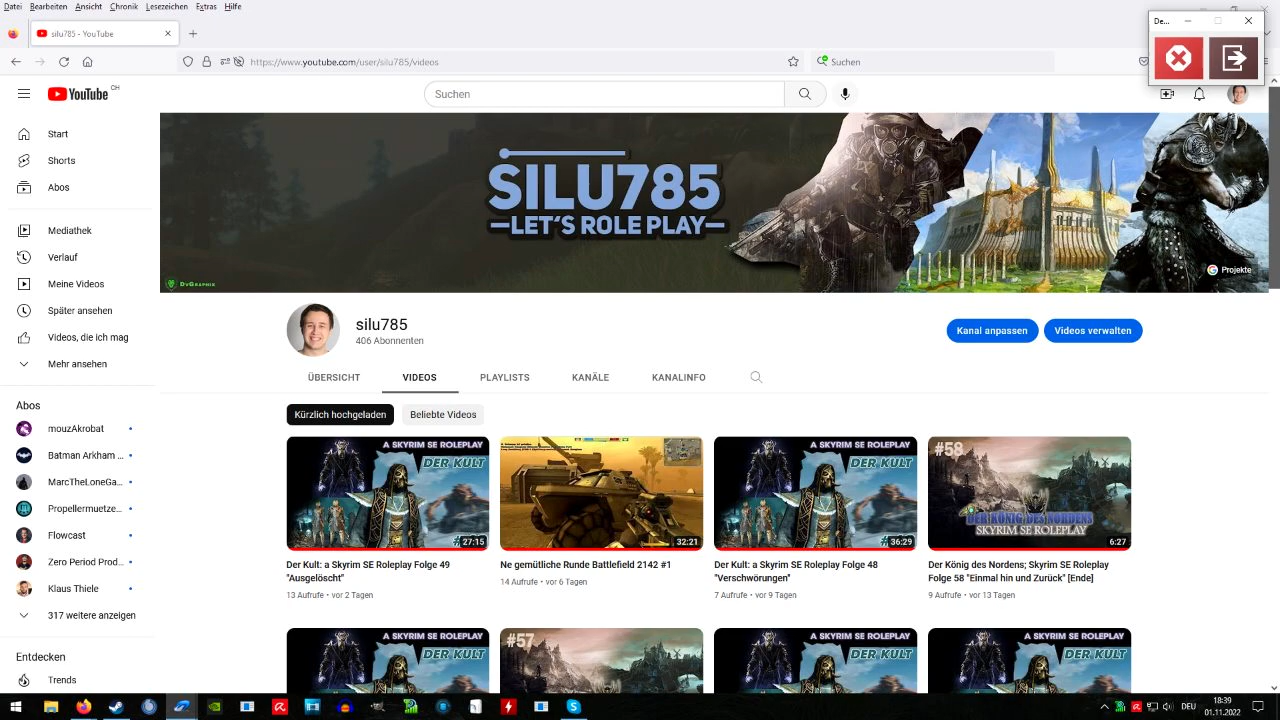 Datei Bearbeiten Ansicht Chronik Lesezeichen Extras Hilfe
De...
silu785 - YouTube
https://www.youtube.com/user/silu785/videos
Suchen
YouTube CH
Suchen
Start
Shorts
Abos
Mediathek
Verlauf
Meine Videos
Später ansehen
Videos, die ich mag
Mehr ansehen
Abos
mouzAkrobat
Batman Arkham ...
MarcTheLoneGa...
Propellermuetze...
Flowcast
Zero Period Prod...
Klaus Thiele
317 weitere anzeigen
Entdecken
Trends
SILU785
LET'S ROLE PLAY
DvGraphix
Projekte
silu785
406 Abonnenten
Kanal anpassen
Videos verwalten
ÜBERSICHT VIDEOS PLAYLISTS KANÄLE KANALINFO
Kürzlich hochgeladen
Beliebte Videos
A SKYRIM SE ROLEPLAY
DER KULT
27:15
Der Kult: a Skyrim SE Roleplay Folge 49
"Ausgelöscht"
13 Aufrufe • vor 2 Tagen
32:21
Ne gemütliche Runde Battlefield 2142 #1
14 Aufrufe • vor 6 Tagen
A SKYRIM SE ROLEPLAY
DER KULT
36:29
Der Kult: a Skyrim SE Roleplay Folge 48
"Verschwörungen"
7 Aufrufe • vor 9 Tagen
#58
DER KÖNIG DES NORDENS
SKYRIM SE ROLEPLAY
6:27
Der König des Nordens; Skyrim SE Roleplay
Folge 58 "Einmal hin und Zurück" [Ende]
9 Aufrufe • vor 13 Tagen
A SKYRIM SE ROLEPLAY
DER KULT
#57
A SKYRIM SE ROLEPLAY
DER KULT
A SKYRIM SE ROLEPLAY
DER KULT
DEU
18:39
01.11.2022